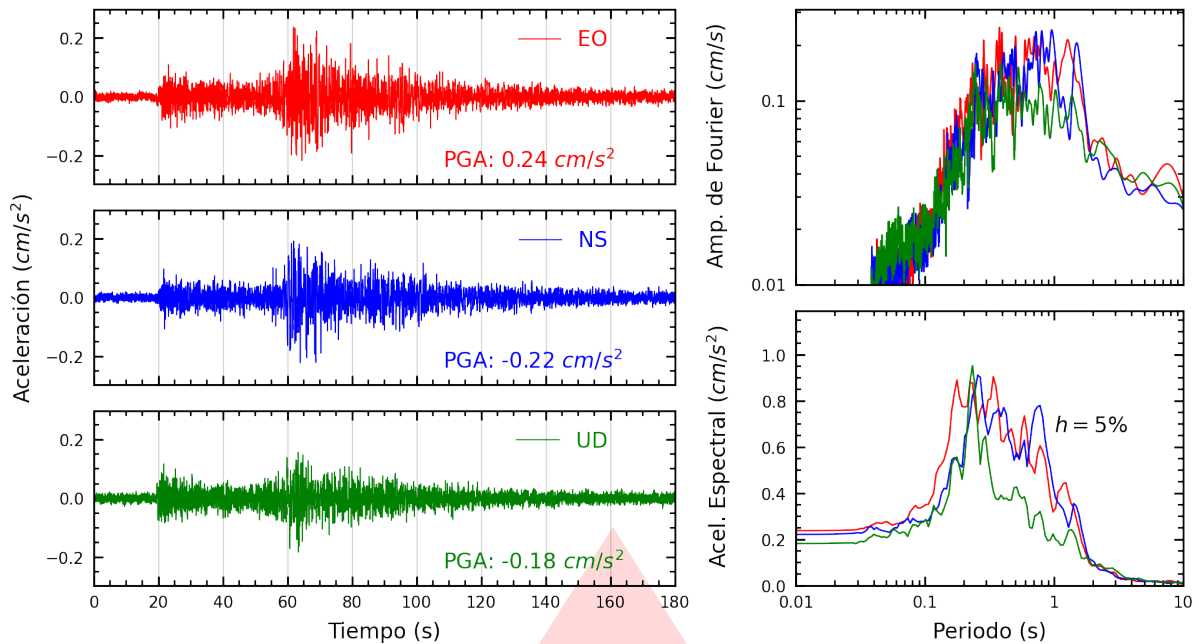 Aceleración (cm/s²)
0.2
0.0
−0.2
EO
PGA: 0.24 cm/s²
0.2
0.0
−0.2
NS
PGA: -0.22 cm/s²
0.2
0.0
−0.2
UD
PGA: -0.18 cm/s²
0 20 40 60 80 100 120 140 160 180
Tiempo (s)
Amp. de Fourier (cm/s)
0.1
0.01
Acel. Espectral (cm/s²)
1.0
0.8
0.6
0.4
0.2
0.0
h = 5%
0.01 0.1 1 10
Periodo (s)